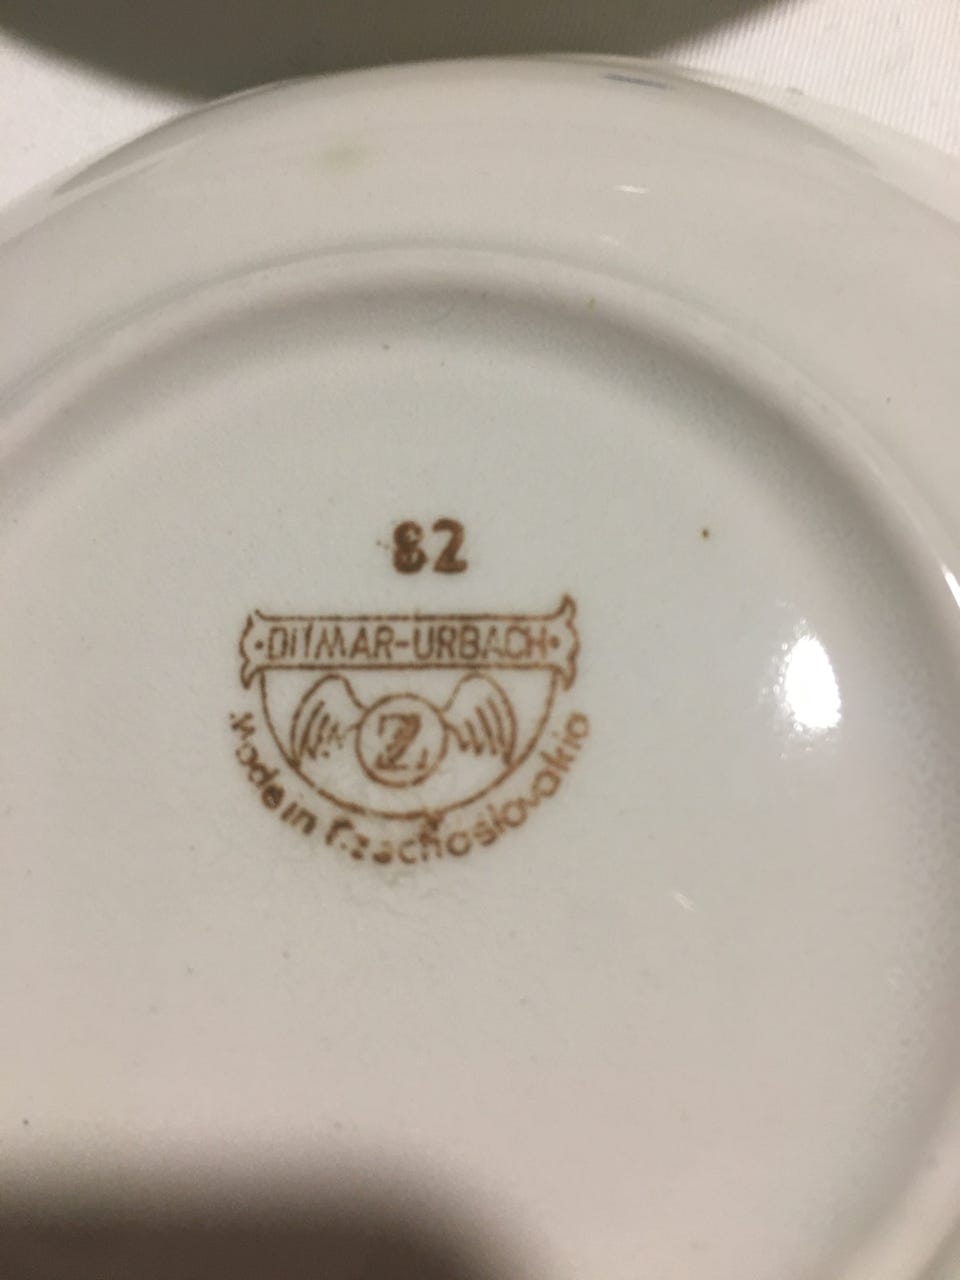 82
·DITMAR-URBACH·
Z
Made in Czechoslovakia